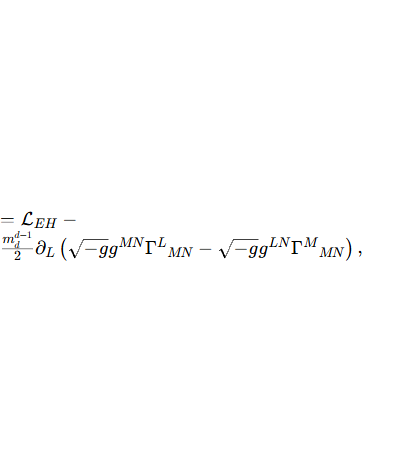 $= \mathcal{L}_{EH} -$
$\frac{m_d^{d-1}}{2} \partial_L \left( \sqrt{-g} g^{MN} \Gamma^L{}_{MN} - \sqrt{-g} g^{LN} \Gamma^M{}_{MN} \right),$